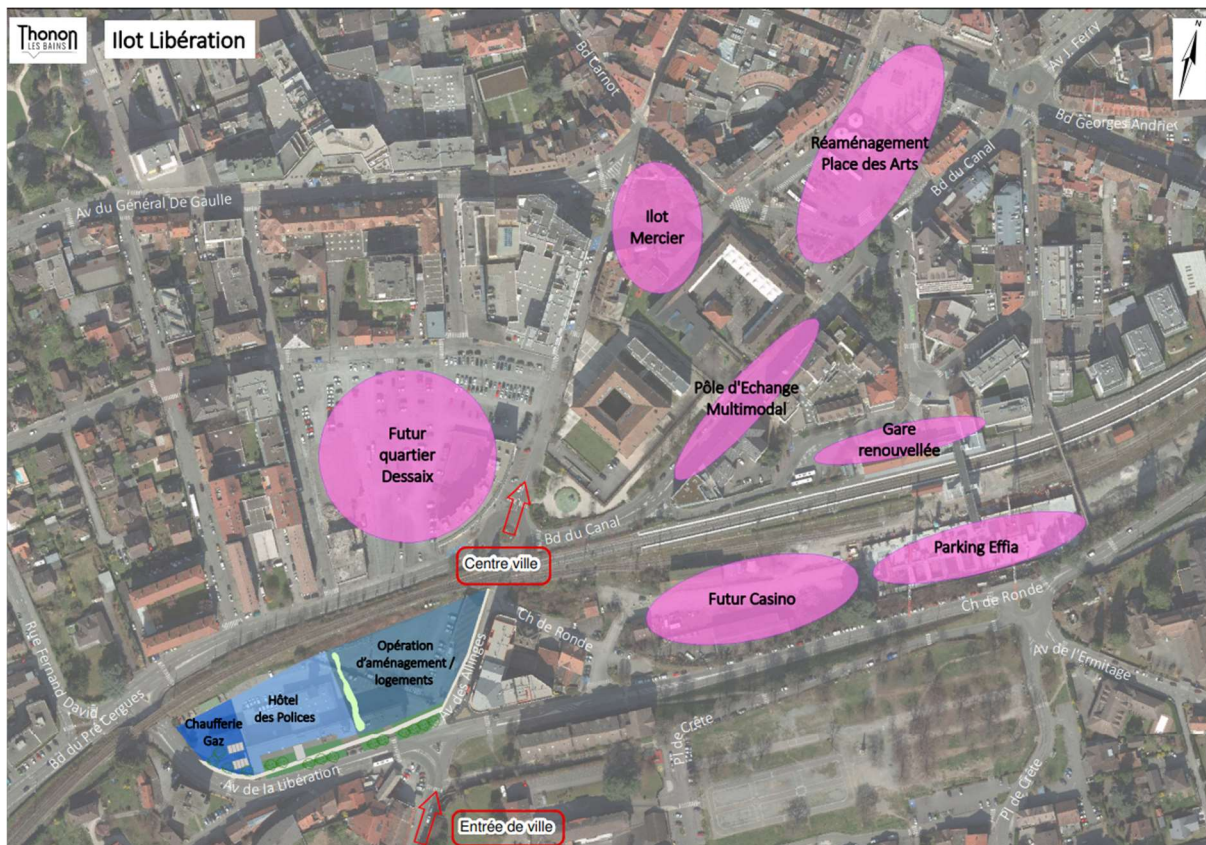 Thonon
LES BAINS
Ilot Libération
N
Bd Carnot
Av J. Ferry
Bd Georges Andrier
Réaménagement
Place des Arts
Bd du Canal
Av du Général De Gaulle
Ilot
Mercier
Pôle d'Echange
Multimodal
Gare
renouvellée
Futur
quartier
Dessaix
Bd du Canal
Centre ville
Parking Effia
Futur Casino
Ch de Ronde
Ch de Ronde
Opération
d'aménagement /
logements
Av des Allinges
Av de l'Ermitage
Rue Fernand David
Hôtel
des Polices
Chaufferie
Gaz
Bd du Pré Cergues
Pl de Crête
Pl de Crête
Av de la Libération
Entrée de ville